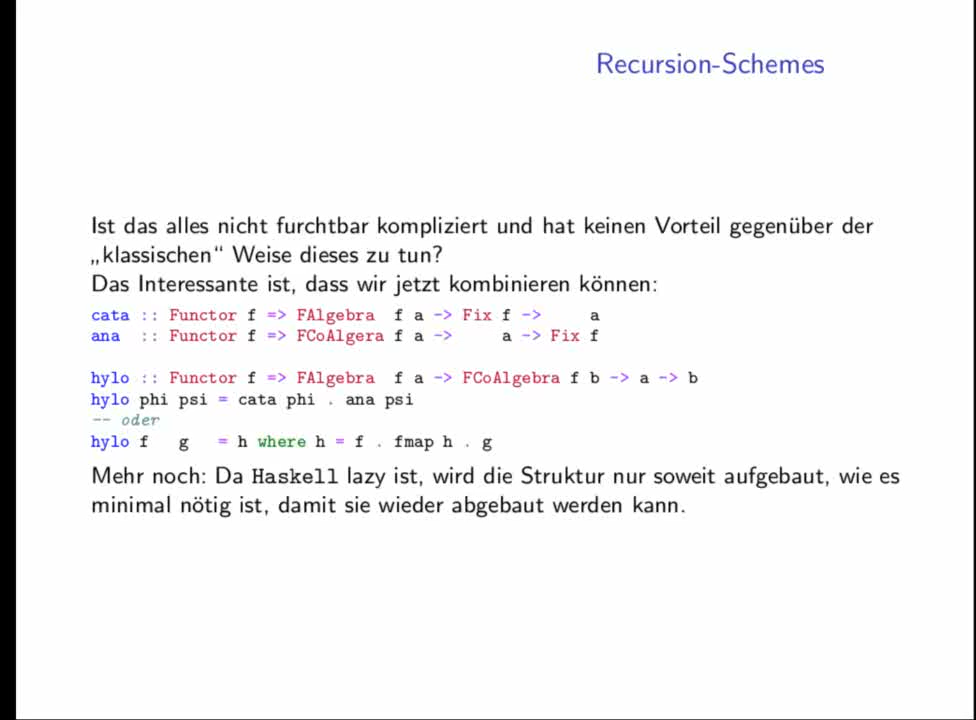 Recursion-Schemes
Ist das alles nicht furchtbar kompliziert und hat keinen Vorteil gegenüber der
„klassischen“ Weise dieses zu tun?
Das Interessante ist, dass wir jetzt kombinieren können:
cata :: Functor f => FAlgebra  f a -> Fix f ->      a
ana  :: Functor f => FCoAlgera f a ->      a -> Fix f
hylo :: Functor f => FAlgebra  f a -> FCoAlgebra f b -> a -> b
hylo phi psi = cata phi . ana psi
-- oder
hylo f   g   = h where h = f . fmap h . g
Mehr noch: Da Haskell lazy ist, wird die Struktur nur soweit aufgebaut, wie es
minimal nötig ist, damit sie wieder abgebaut werden kann.